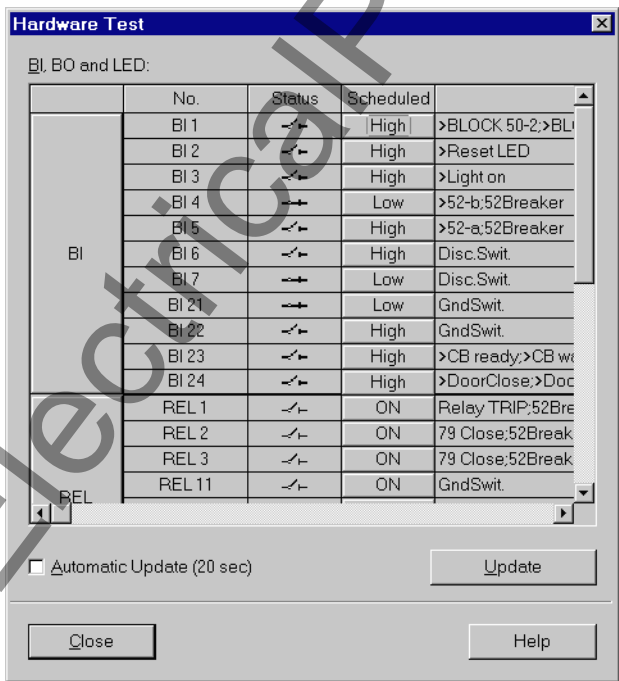 Hardware Test
BI, BO and LED:
No. Status Scheduled
BI 1 High >BLOCK 50-2;>BL
BI 2 High >Reset LED
BI 3 High >Light on
BI 4 Low >52-b;52Breaker
BI 5 High >52-a;52Breaker
BI BI 6 High Disc.Swit.
BI 7 Low Disc.Swit.
BI 21 Low GndSwit.
BI 22 High GndSwit.
BI 23 High >CB ready;>CB wa
BI 24 High >DoorClose;>Doo
REL 1 ON Relay TRIP;52Bre
REL 2 ON 79 Close;52Break
REL 3 ON 79 Close;52Break
REL REL 11 ON GndSwit.
Automatic Update (20 sec) Update
Close Help